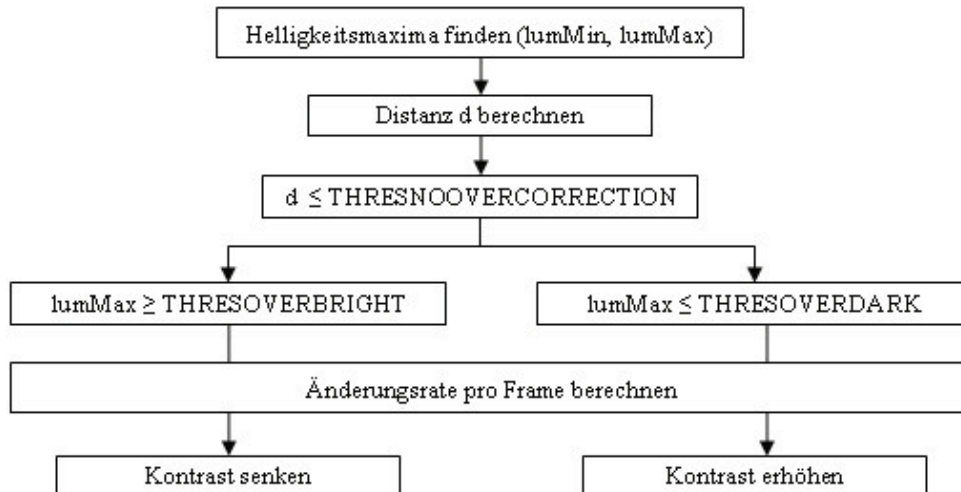 Helligkeitsmaxima finden (lumMin, lumMax)
Distanz d berechnen
d ≤ THRESNOOVERCORRECTION
lumMax ≥ THRESOVERBRIGHT
lumMax ≤ THRESOVERDARK
Änderungsrate pro Frame berechnen
Kontrast senken
Kontrast erhöhen